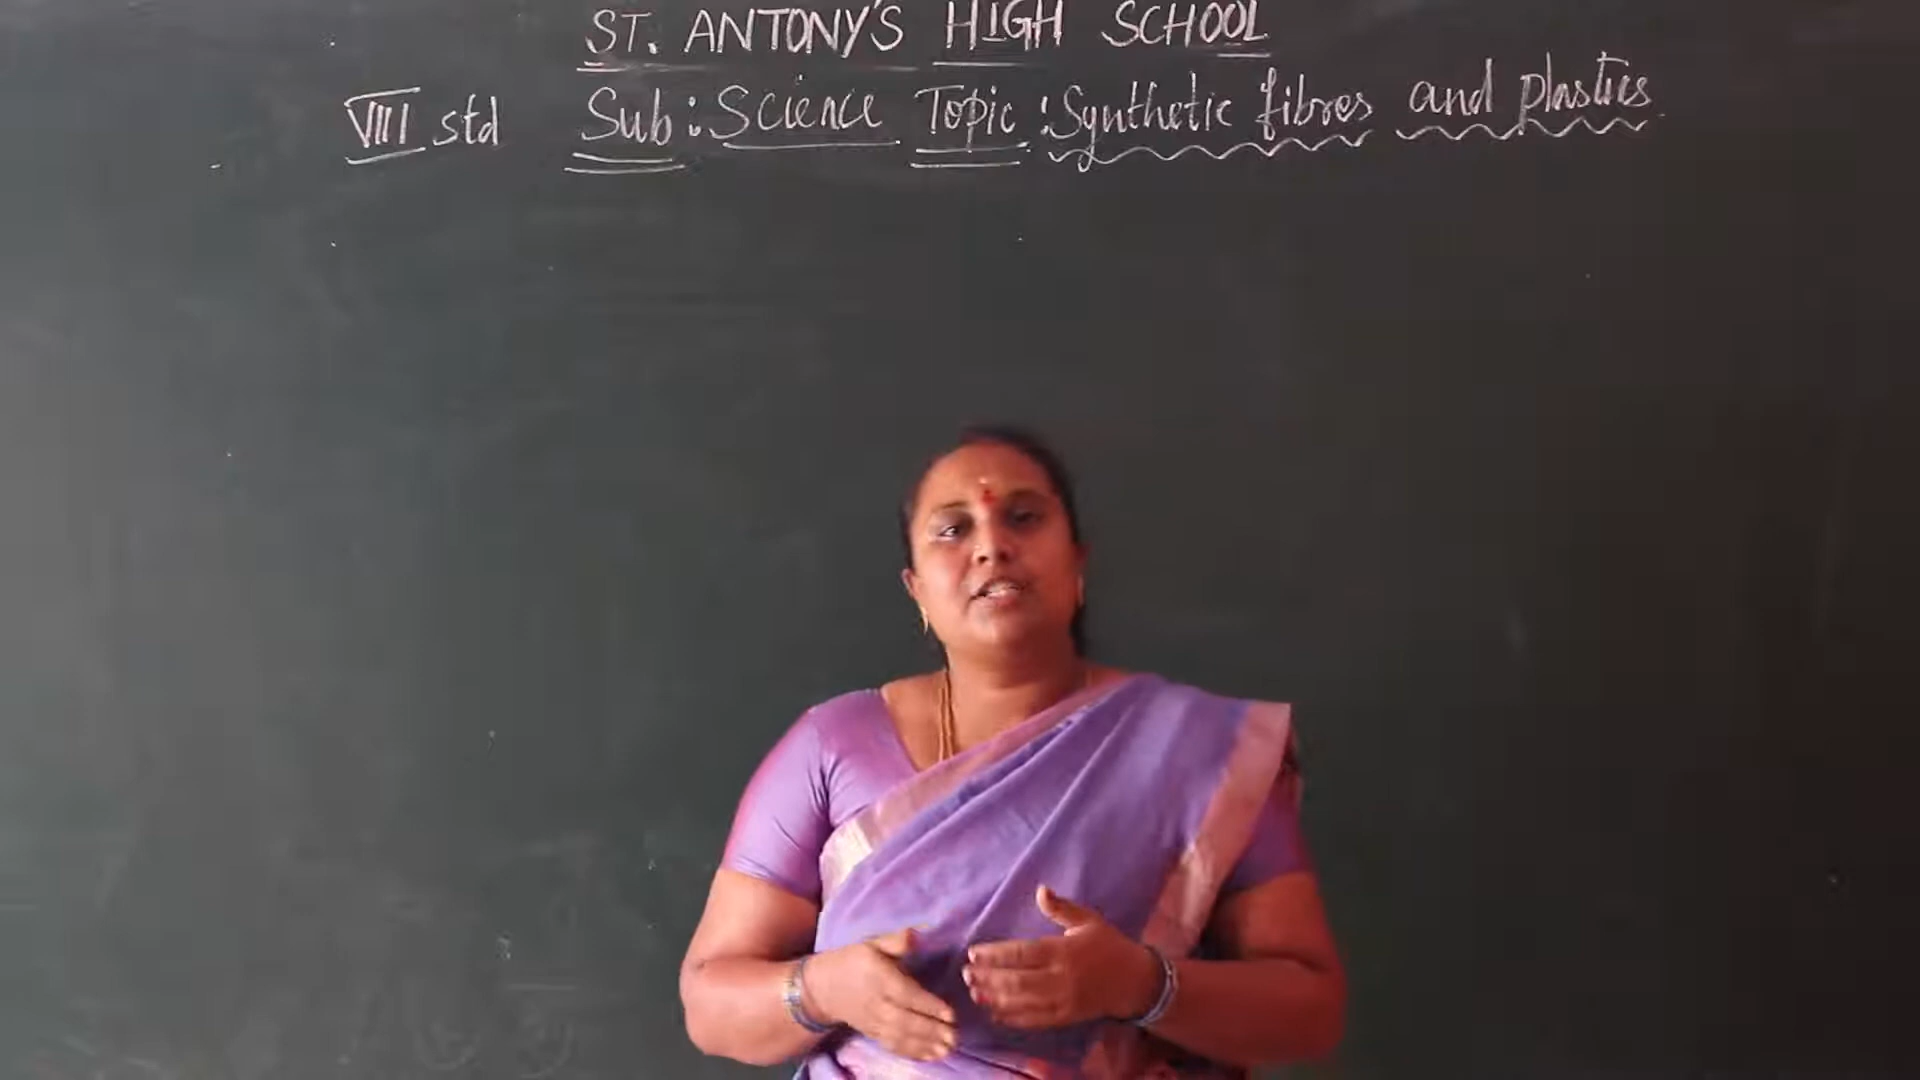 ST. ANTONY'S HIGH SCHOOL
VIII std Sub: Science Topic: Synthetic fibres and plastics